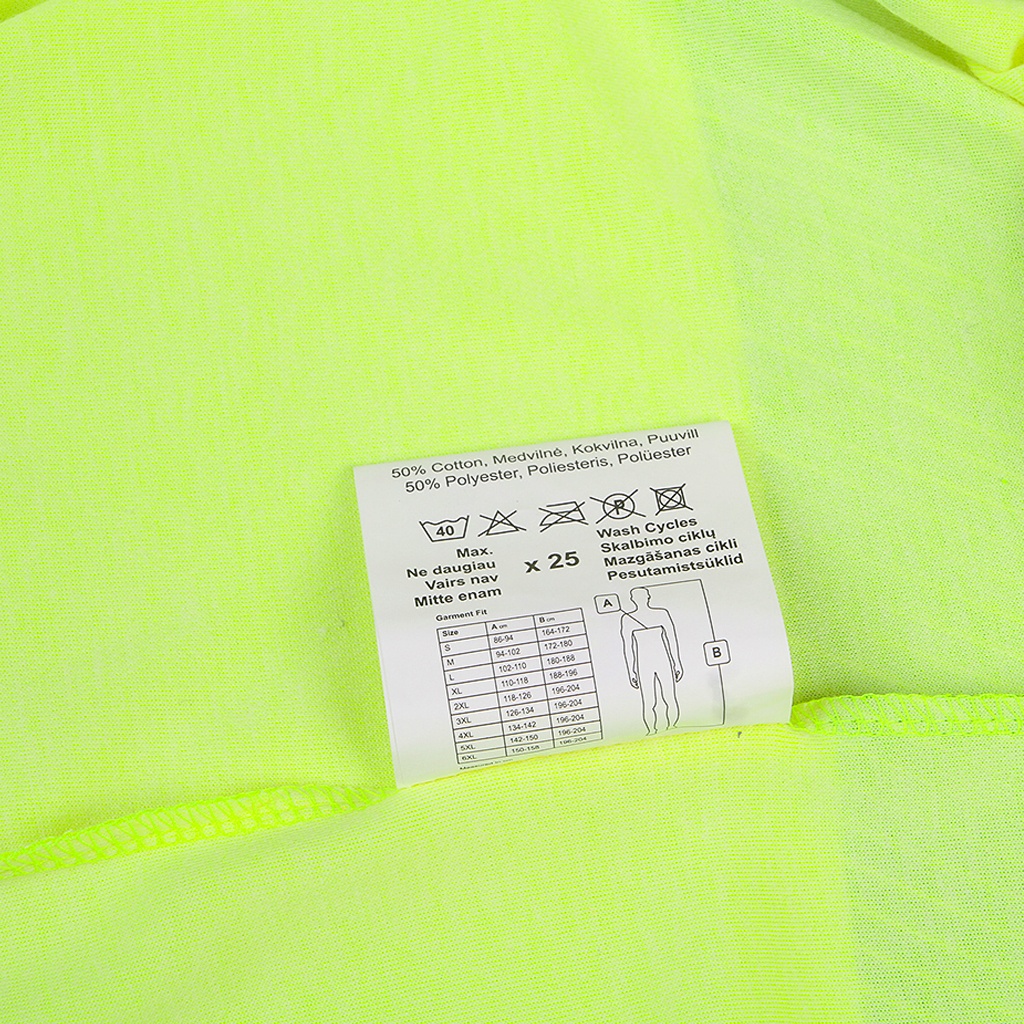 50% Cotton, Medvilnė, Kokvilna, Puuvill
50% Polyester, Poliesteris, Polüester
40
P
Max.
Ne daugiau
Vairs nav
Mitte enam
x 25
Wash Cycles
Skalbimo ciklų
Mazgāšanas cikli
Pesutamistsüklid
Garment Fit
Size A cm B cm
S 86-94 164-172
M 94-102 172-180
L 102-110 180-188
XL 110-118 188-196
2XL 118-126 196-204
3XL 126-134 196-204
4XL 134-142 196-204
5XL 142-150 196-204
6XL 150-158 196-204
Measured in
A
B